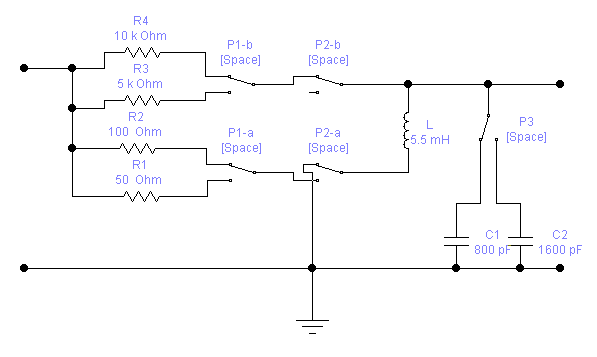 R4
10 k Ohm
P1-b
[Space]
P2-b
[Space]
R3
5 k Ohm
R2
100 Ohm
P1-a
[Space]
P2-a
[Space]
L
5.5 mH
P3
[Space]
R1
50 Ohm
C1
800 pF
C2
1600 pF